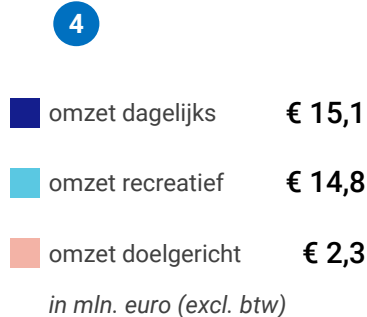 4
omzet dagelijks € 15,1
omzet recreatief € 14,8
omzet doelgericht € 2,3
in mln. euro (excl. btw)